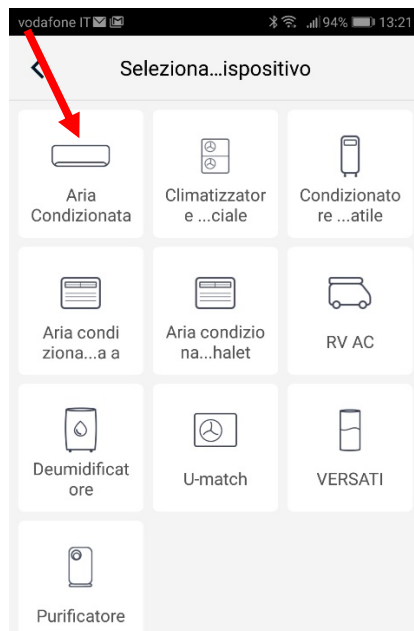 vodafone IT 94% 13:21
Seleziona...ispositivo
Aria
Condizionata
Climatizzator
e ...ciale
Condizionato
re ...atile
Aria condi
ziona...a a
Aria condizio
na...halet
RV AC
Deumidificat
ore
U-match
VERSATI
Purificatore